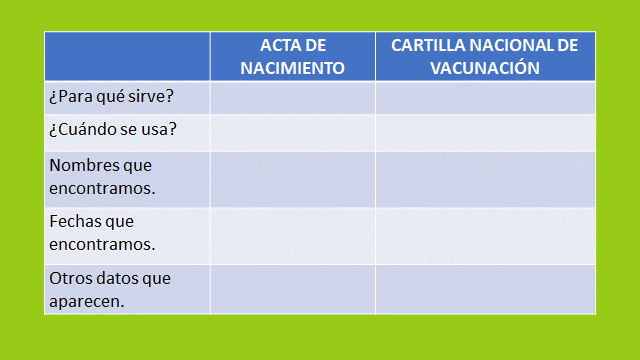 ACTA DE
NACIMIENTO
CARTILLA NACIONAL DE
VACUNACIÓN
¿Para qué sirve?
¿Cuándo se usa?
Nombres que
encontramos.
Fechas que
encontramos.
Otros datos que
aparecen.